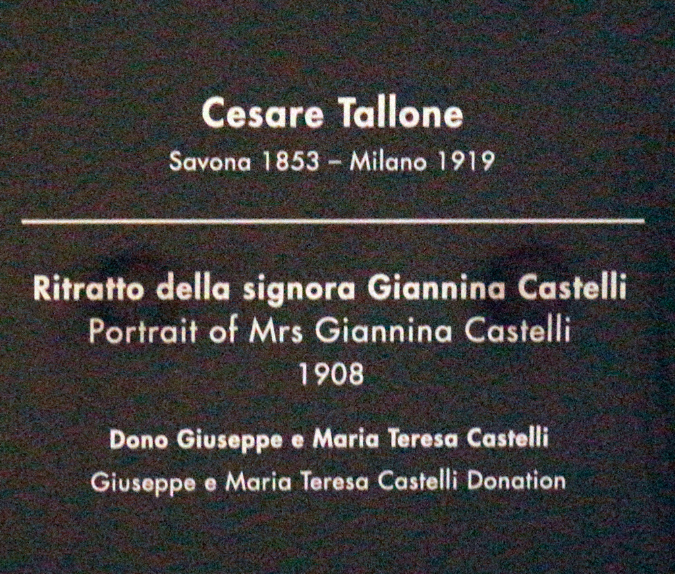 Cesare Tallone
Savona 1853 – Milano 1919
Ritratto della signora Giannina Castelli
Portrait of Mrs Giannina Castelli
1908
Dono Giuseppe e Maria Teresa Castelli
Giuseppe e Maria Teresa Castelli Donation